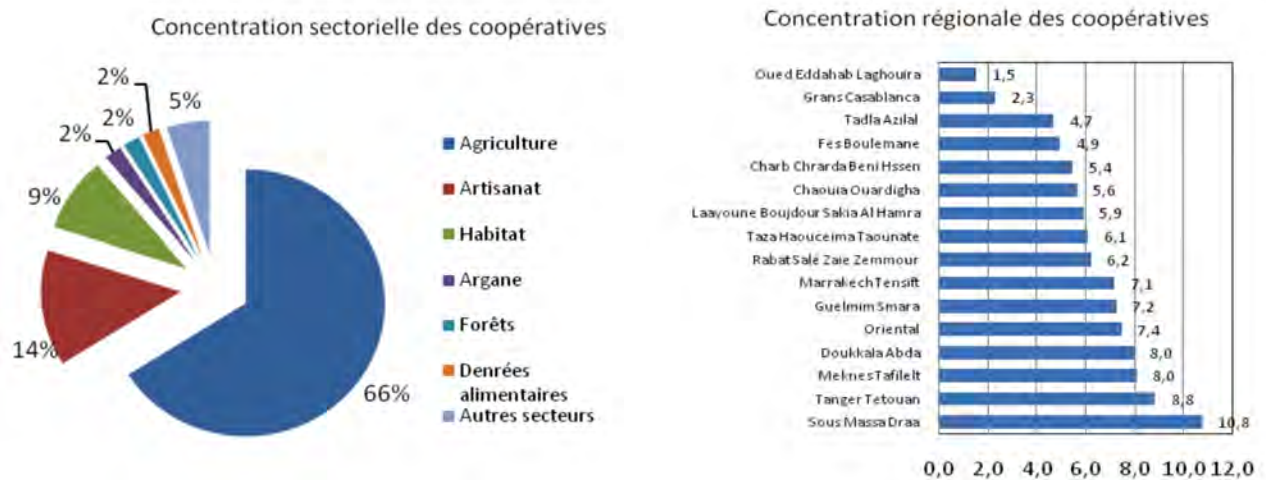 Concentration sectorielle des coopératives
2%
2%
2%
5%
9%
14%
66%
Agriculture
Artisanat
Habitat
Argane
Forêts
Denrées
alimentaires
Autres secteurs
Concentration régionale des coopératives
Oued Eddahab Laghouira 1,5
Grans Casablanca 2,3
Tadla Azilal 4,7
Fes Boulemane 4,9
Charb Chrarda Beni Hssen 5,4
Chaouia Ouardigha 5,6
Laayoune Boujdour Sakia Al Hamra 5,9
Taza Haouceima Taounate 6,1
Rabat Salé Zaie Zemmour 6,2
Marrakech Tensift 7,1
Guelmim Smara 7,2
Oriental 7,4
Doukkala Abda 8,0
Meknes Tafilelt 8,0
Tanger Tetouan 8,8
Sous Massa Draa 10,8
0,0 2,0 4,0 6,0 8,0 10,0 12,0